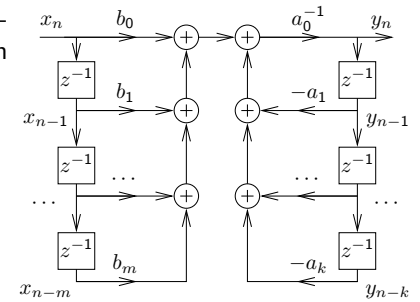 x_n b_0 a_0^{-1} y_n
n
z^{-1} z^{-1}
b_1 -a_1
x_{n-1} y_{n-1}
z^{-1} ... ... z^{-1}
... ...
z^{-1} z^{-1}
b_m -a_k
x_{n-m} y_{n-k}